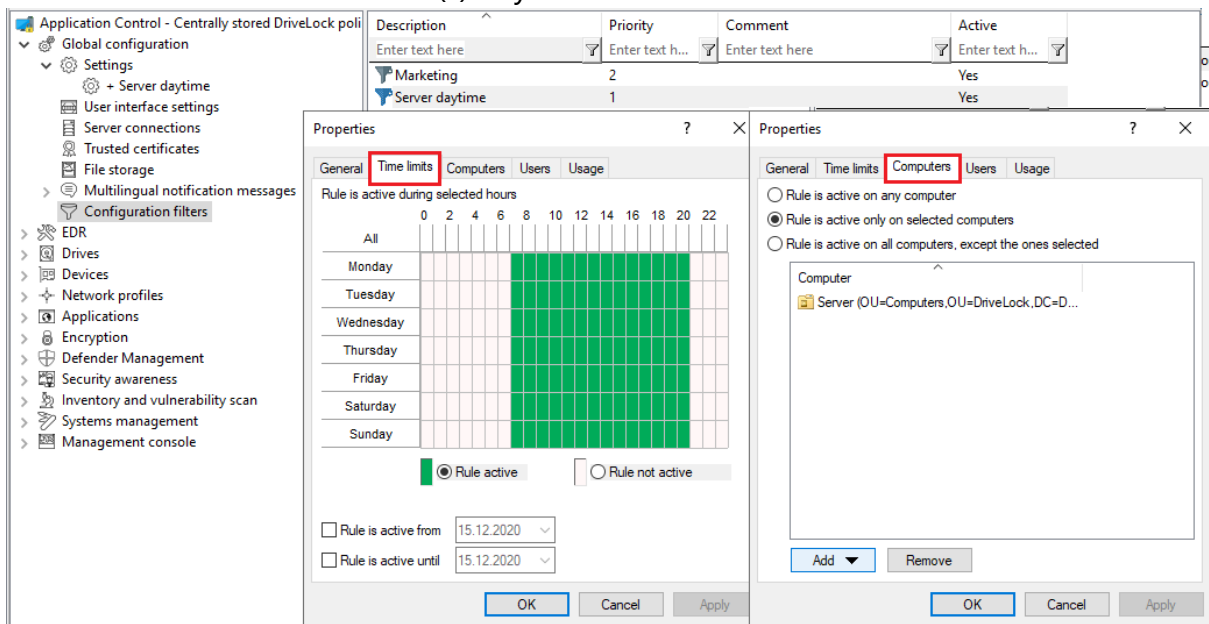 Application Control - Centrally stored DriveLock poli
Global configuration
Settings
+ Server daytime
User interface settings
Server connections
Trusted certificates
File storage
Multilingual notification messages
Configuration filters
EDR
Drives
Devices
Network profiles
Applications
Encryption
Defender Management
Security awareness
Inventory and vulnerability scan
Systems management
Management console
Description Priority Comment Active
Enter text here Enter text h... Enter text here Enter text h...
Marketing 2 Yes
Server daytime 1 Yes
Properties ?
General Time limits Computers Users Usage
Rule is active during selected hours
0 2 4 6 8 10 12 14 16 18 20 22
All
Monday
Tuesday
Wednesday
Thursday
Friday
Saturday
Sunday
Rule active Rule not active
Rule is active from 15.12.2020
Rule is active until 15.12.2020
OK Cancel Apply
Properties ?
General Time limits Computers Users Usage
Rule is active on any computer
Rule is active only on selected computers
Rule is active on all computers, except the ones selected
Computer
Server (OU=Computers,OU=DriveLock,DC=D...
Add Remove
OK Cancel Apply